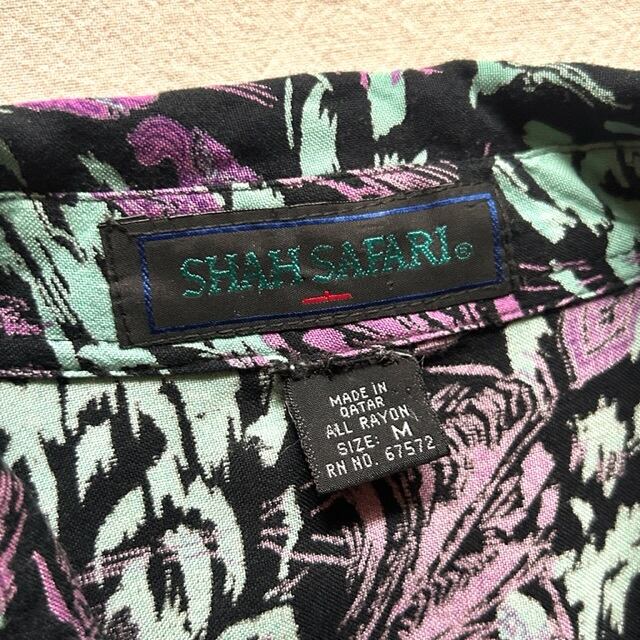 SHAH SAFARI®
MADE IN
QATAR
ALL RAYON
SIZE: M
RN NO. 67572